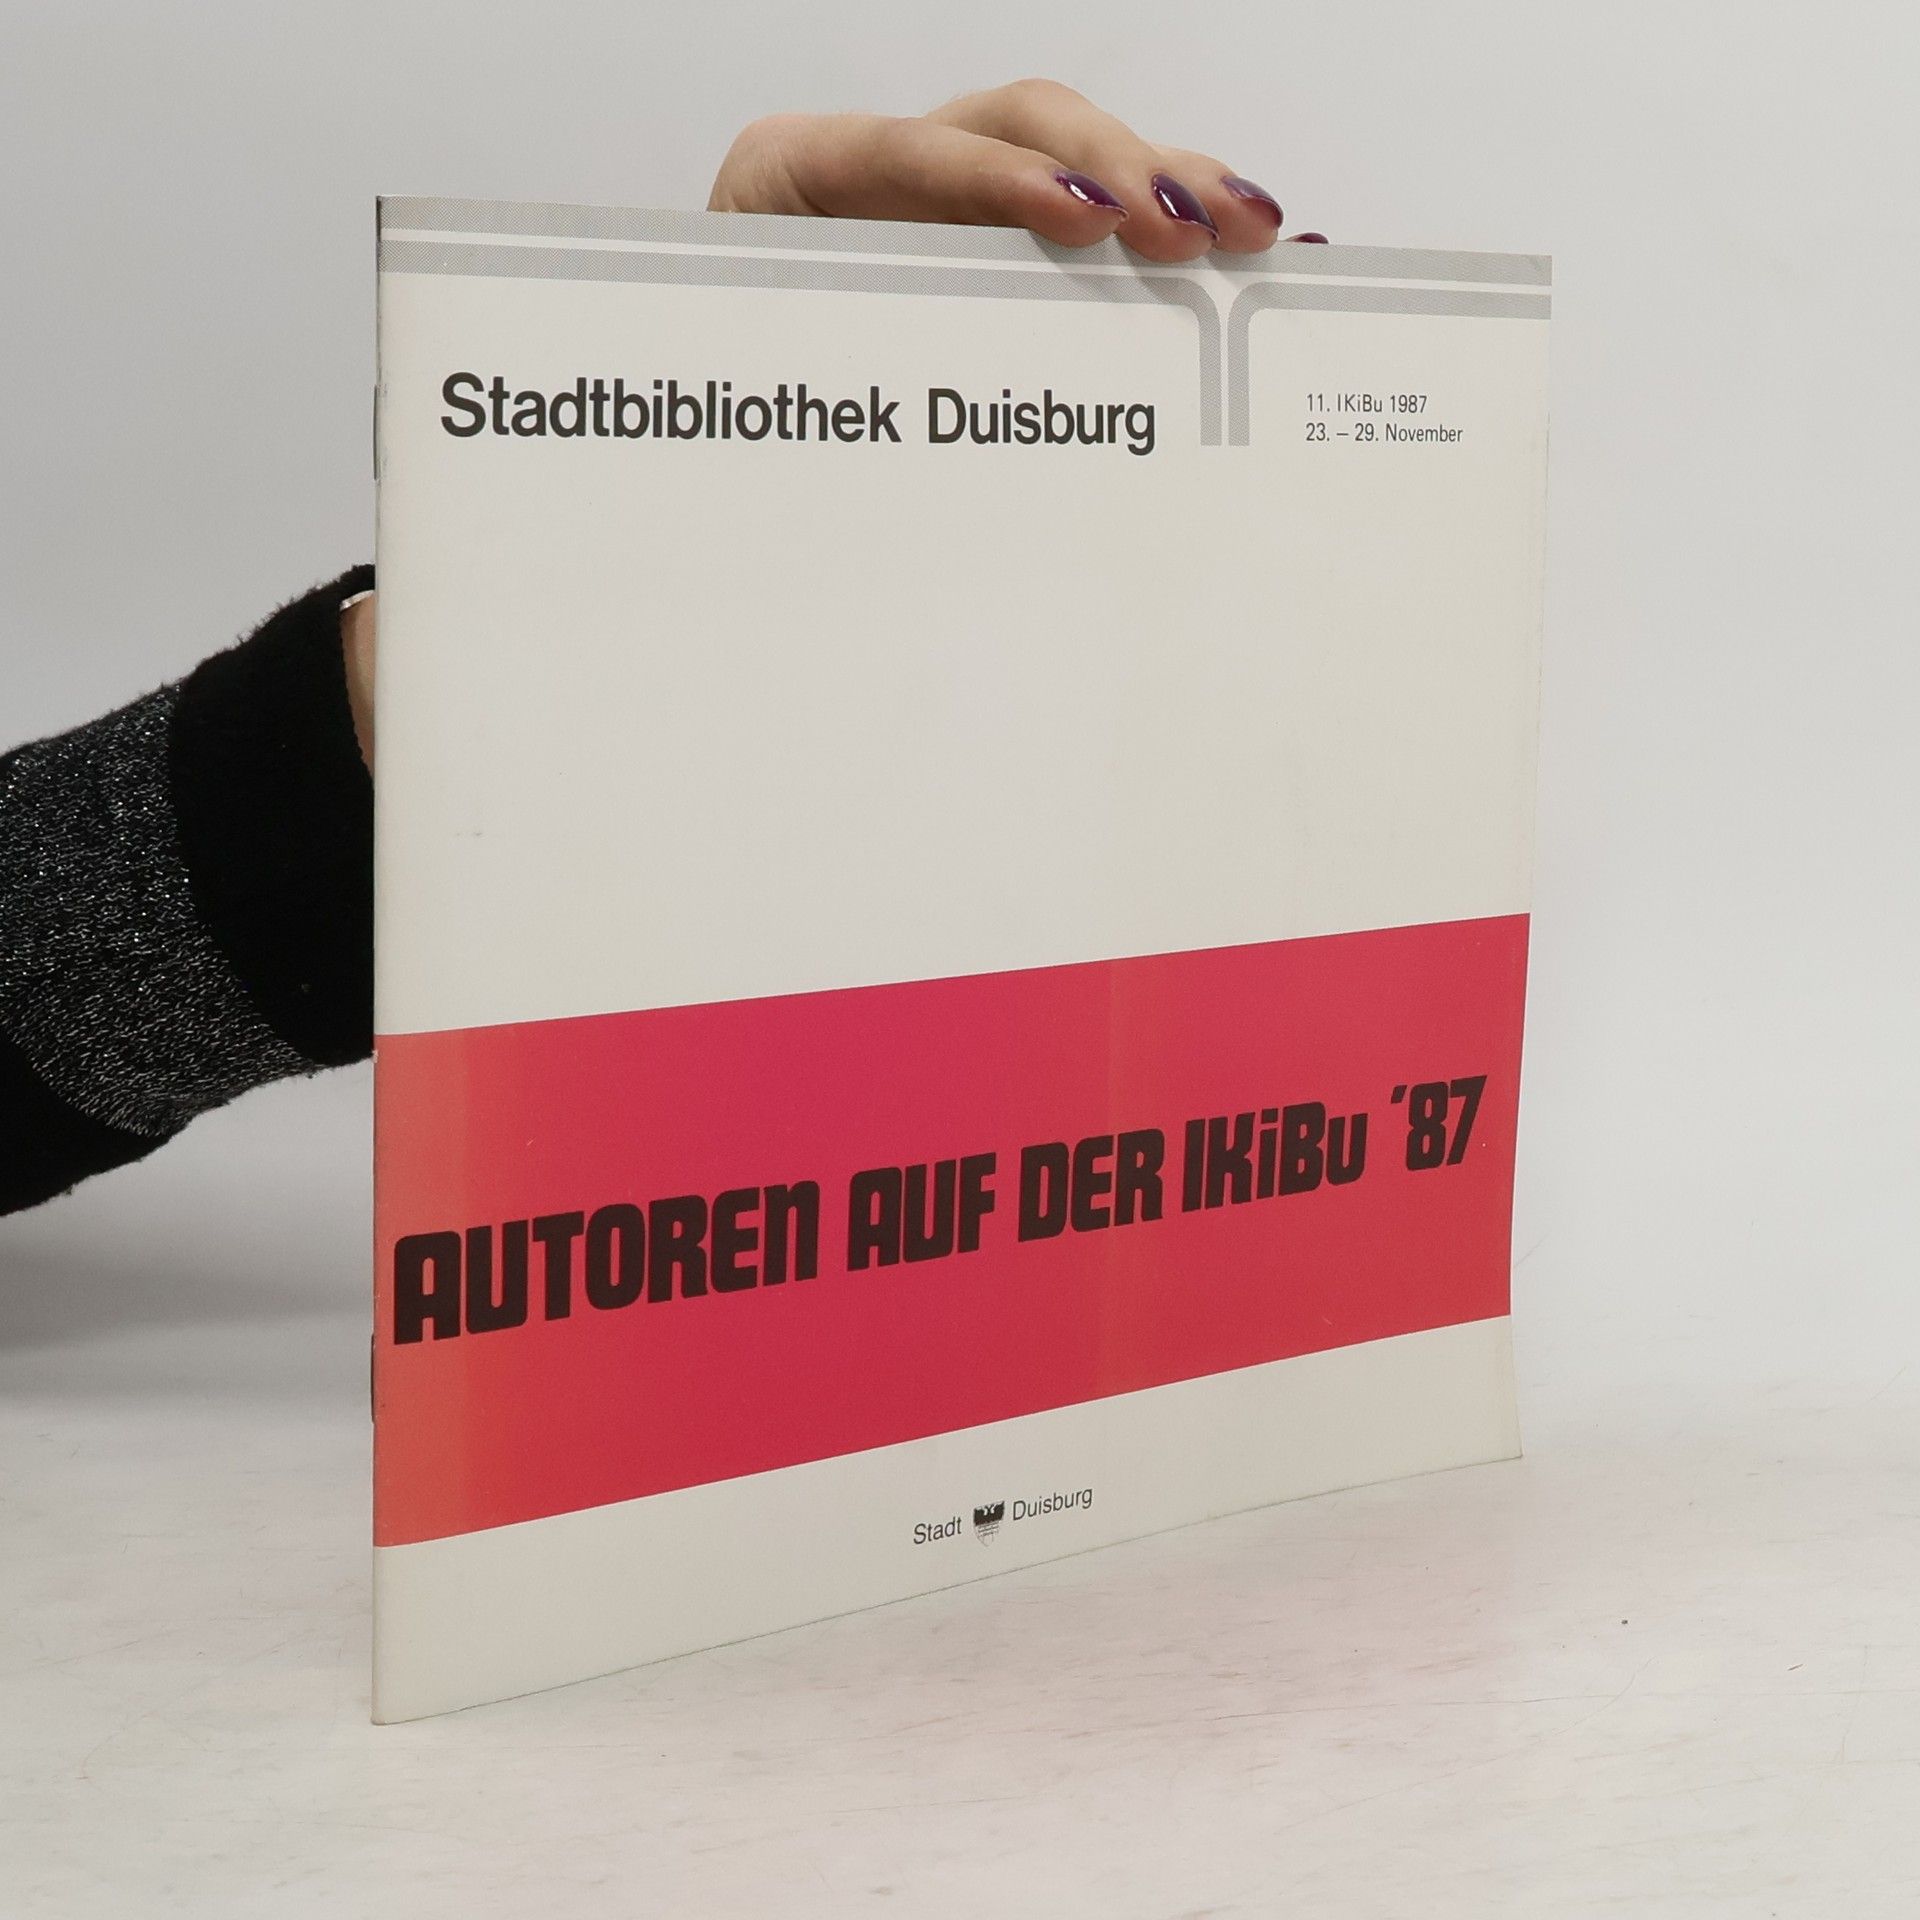 Stadtbibliothek Duisburg
11. IKiBu 1987
23. – 29. November
AUTOREN AUF DER IKiBu ´87
Stadt Duisburg